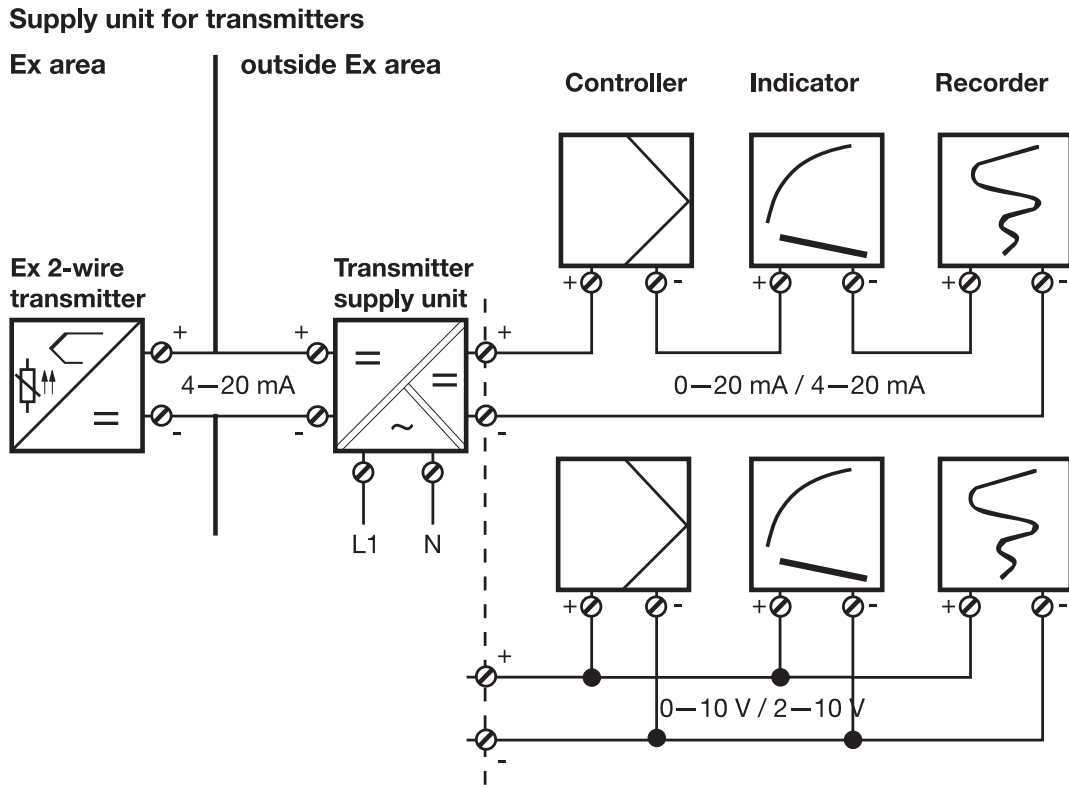 Supply unit for transmitters
Ex area
outside Ex area
Controller
Indicator
Recorder
Ex 2-wire
transmitter
Transmitter
supply unit
+ - + - + -
+ + +
4—20 mA
0—20 mA / 4—20 mA
- - -
~
L1 N
+ - + - + -
+
0—10 V / 2—10 V
-